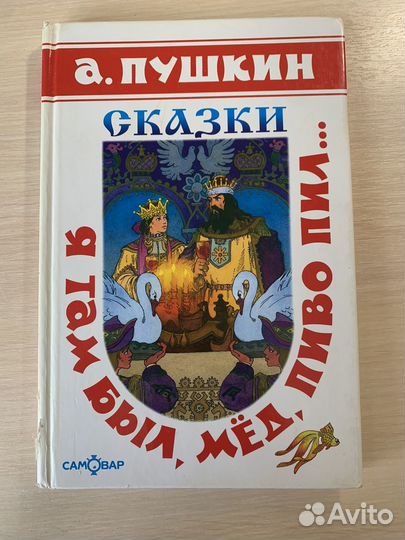 А. ПУШКИН
СКАЗКИ
Я ТАМ БЫЛ, МЁД, ПИВО ПИЛ...
САМОВАР
Avito